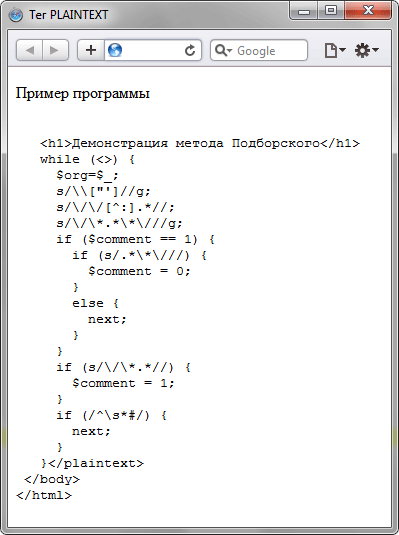 Тег PLAINTEXT
Google
Пример программы
<h1>Демонстрация метода Подборского</h1>
while (<>) {
$org=$_;
s/\\["']//g;
s/\/\/[^:].*//;
s/\/\*.*\*\///g;
if ($comment == 1) {
if (s/.*\*\///) {
$comment = 0;
}
else {
next;
}
}
if (s/\/\*.*//) {
$comment = 1;
}
if (/^\s*#/) {
next;
}
}</plaintext>
</body>
</html>